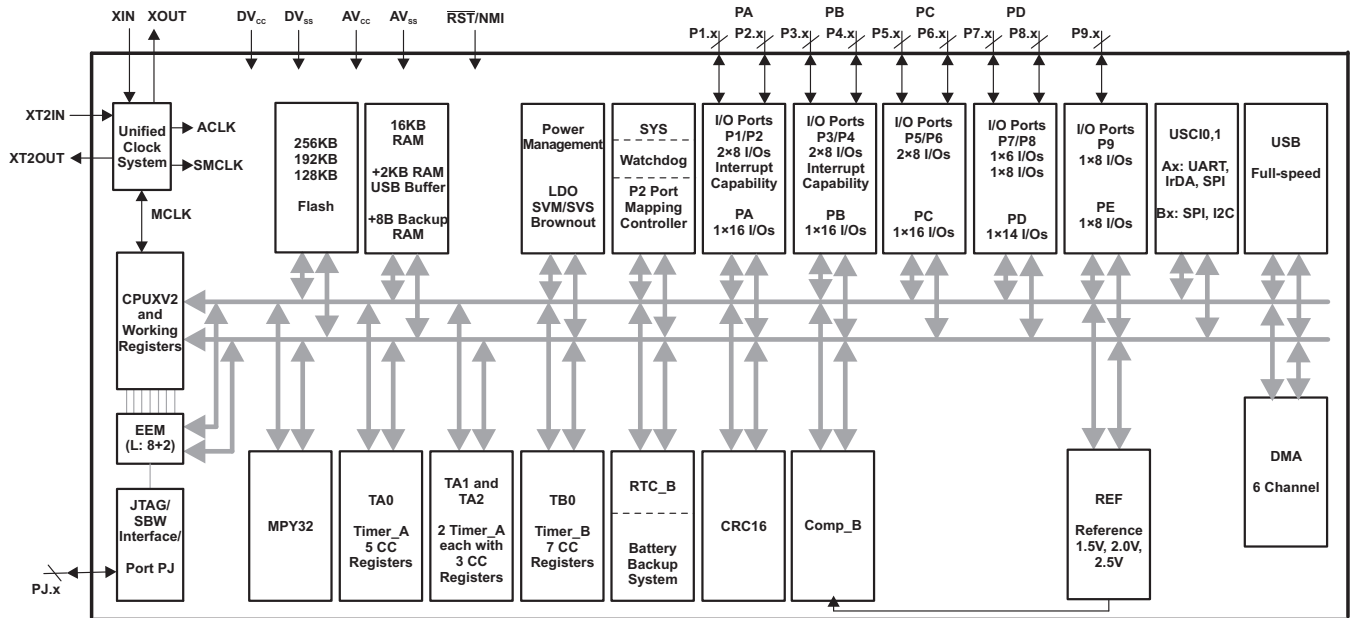 XIN
XOUT
DVCC
DVSS
AVCC
AVSS
RST/NMI
PA
PB
PC
PD
P1.x
P2.x
P3.x
P4.x
P5.x
P6.x
P7.x
P8.x
P9.x
XT2IN
XT2OUT
Unified
Clock
System
ACLK
SMCLK
MCLK
256KB
192KB
128KB
Flash
16KB
RAM
+2KB RAM
USB Buffer
+8B Backup
RAM
Power
Management
LDO
SVM/SVS
Brownout
SYS
Watchdog
P2 Port
Mapping
Controller
I/O Ports
P1/P2
2×8 I/Os
Interrupt
Capability
PA
1×16 I/Os
I/O Ports
P3/P4
2×8 I/Os
Interrupt
Capability
PB
1×16 I/Os
I/O Ports
P5/P6
2×8 I/Os
PC
1×16 I/Os
I/O Ports
P7/P8
1×6 I/Os
1×8 I/Os
PD
1×14 I/Os
I/O Ports
P9
1×8 I/Os
PE
1×8 I/Os
USCI0,1
Ax: UART,
IrDA, SPI
Bx: SPI, I2C
USB
Full-speed
CPUXV2
and
Working
Registers
EEM
(L: 8+2)
JTAG/
SBW
Interface/
Port PJ
PJ.x
MPY32
TA0
Timer_A
5 CC
Registers
TA1 and
TA2
2 Timer_A
each with
3 CC
Registers
TB0
Timer_B
7 CC
Registers
RTC_B
Battery
Backup
System
CRC16
Comp_B
REF
Reference
1.5V, 2.0V,
2.5V
DMA
6 Channel